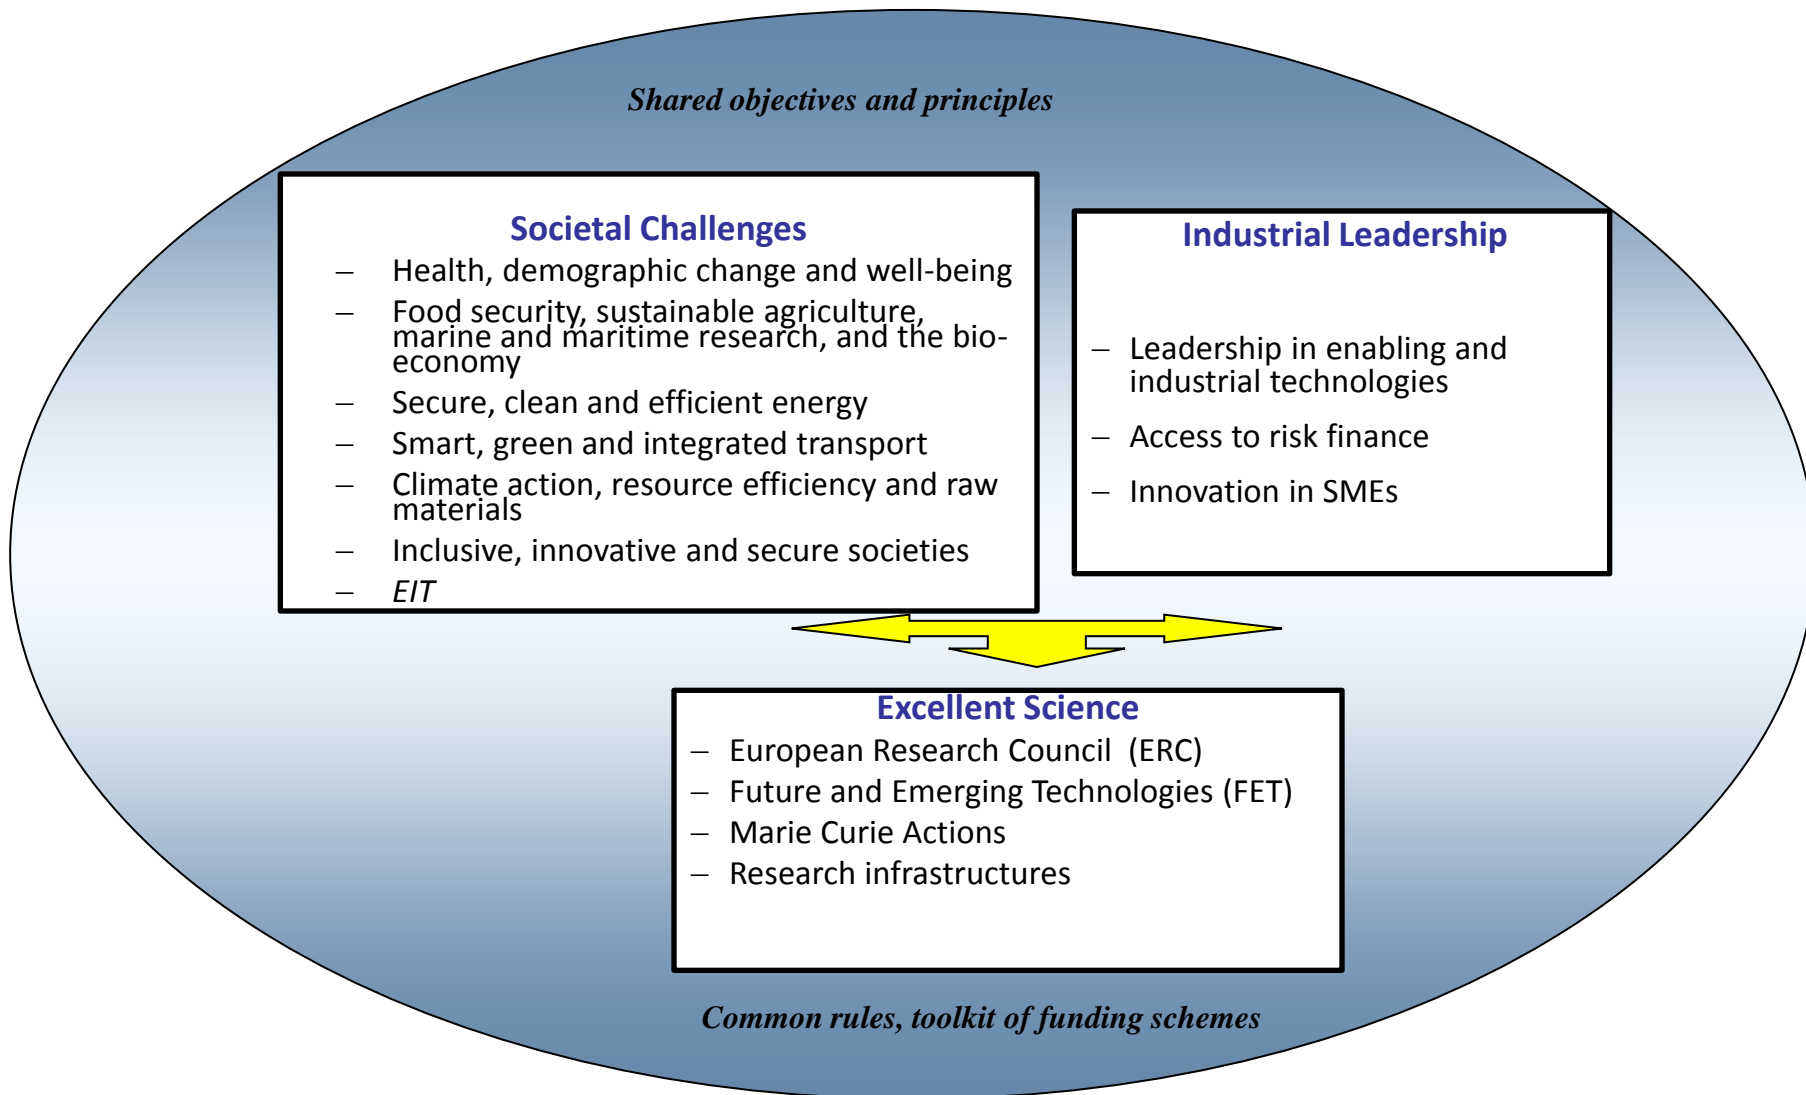 Shared objectives and principles
Societal Challenges
– Health, demographic change and well-being
– Food security, sustainable agriculture,
marine and maritime research, and the bio-
economy
– Secure, clean and efficient energy
– Smart, green and integrated transport
– Climate action, resource efficiency and raw
materials
– Inclusive, innovative and secure societies
– EIT
Industrial Leadership
– Leadership in enabling and
industrial technologies
– Access to risk finance
– Innovation in SMEs
Excellent Science
– European Research Council (ERC)
– Future and Emerging Technologies (FET)
– Marie Curie Actions
– Research infrastructures
Common rules, toolkit of funding schemes